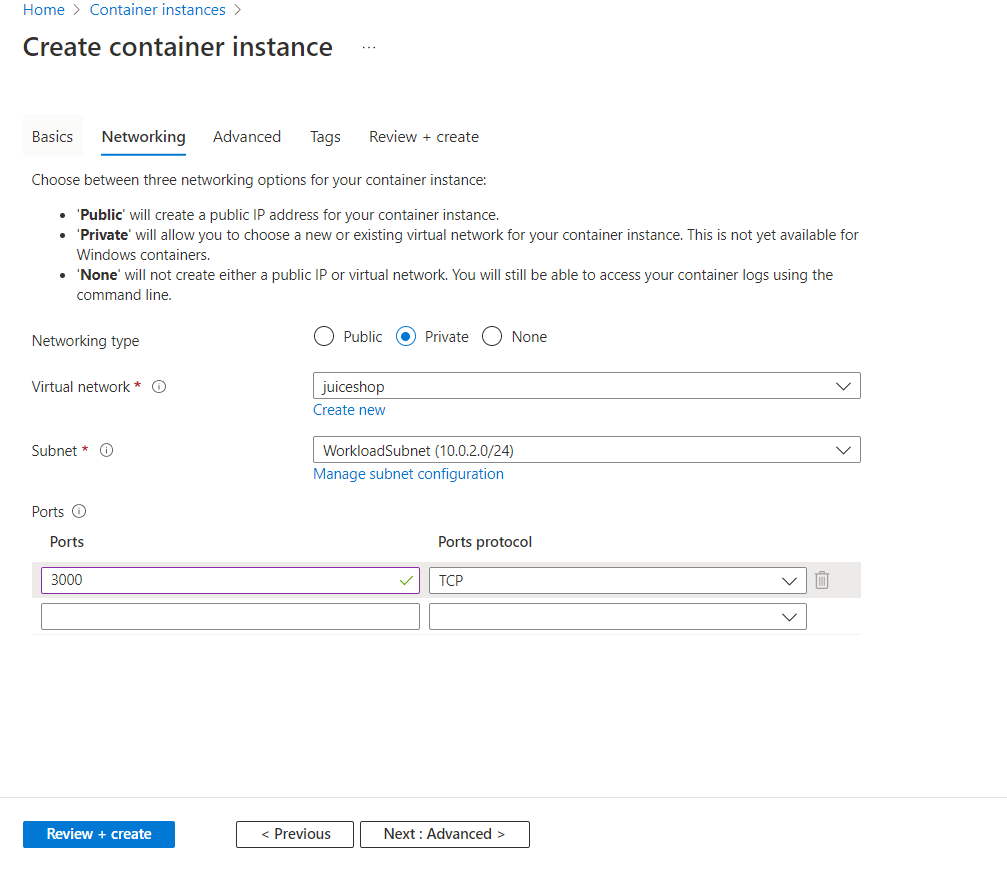 Home > Container instances >
Create container instance ...
Basics Networking Advanced Tags Review + create
Choose between three networking options for your container instance:
• 'Public' will create a public IP address for your container instance.
• 'Private' will allow you to choose a new or existing virtual network for your container instance. This is not yet available for
Windows containers.
• 'None' will not create either a public IP or virtual network. You will still be able to access your container logs using the
command line.
Networking type Public Private None
Virtual network * juiceshop
Create new
Subnet * WorkloadSubnet (10.0.2.0/24)
Manage subnet configuration
Ports
Ports Ports protocol
3000 TCP
Review + create < Previous Next : Advanced >